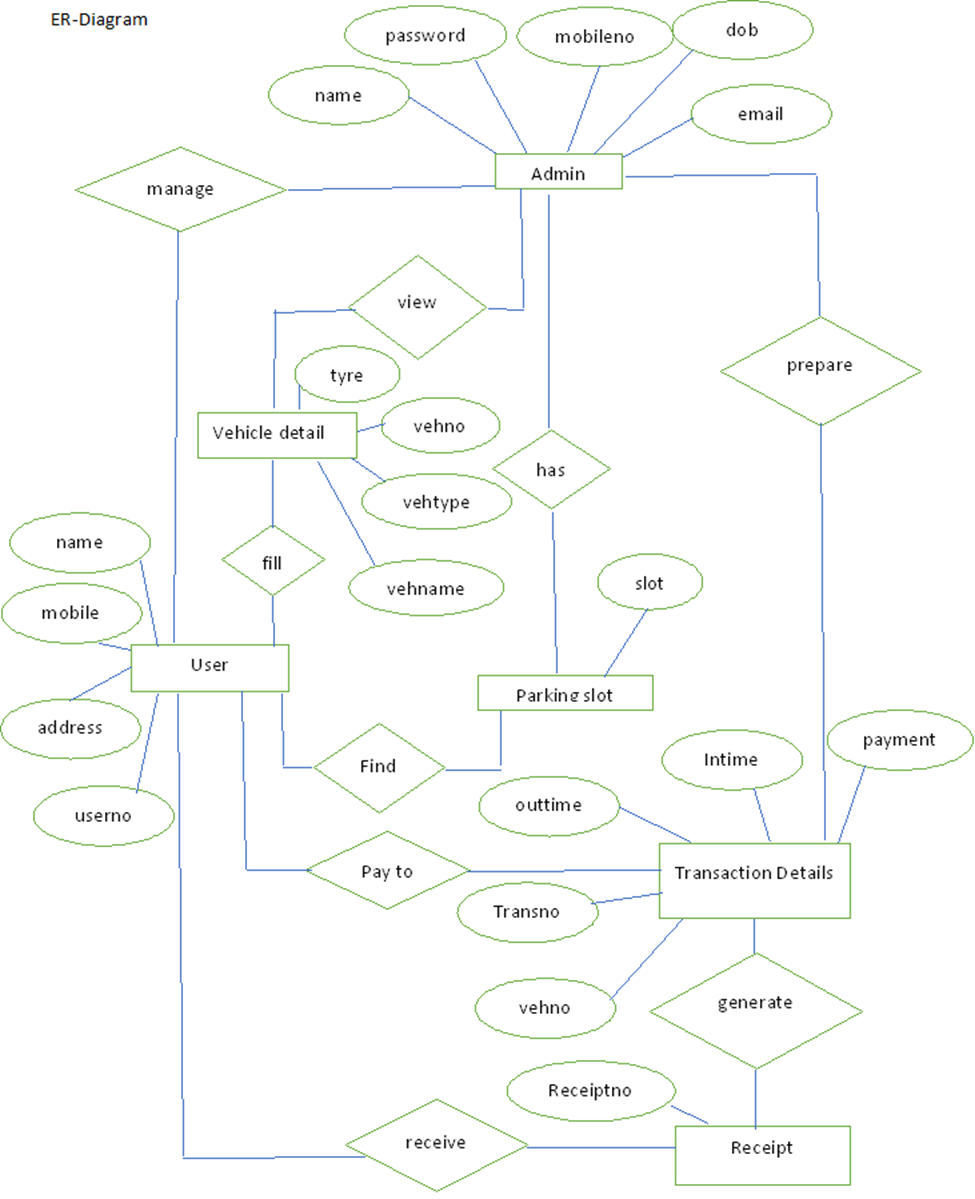 ER-Diagram
password
mobileno
dob
name
email
Admin
manage
view
prepare
tyre
vehno
Vehicle detail
has
vehtype
name
fill
vehname
slot
mobile
User
Parking slot
address
Find
Intime
payment
outtime
userno
Pay to
Transaction Details
Transno
vehno
generate
Receiptno
receive
Receipt